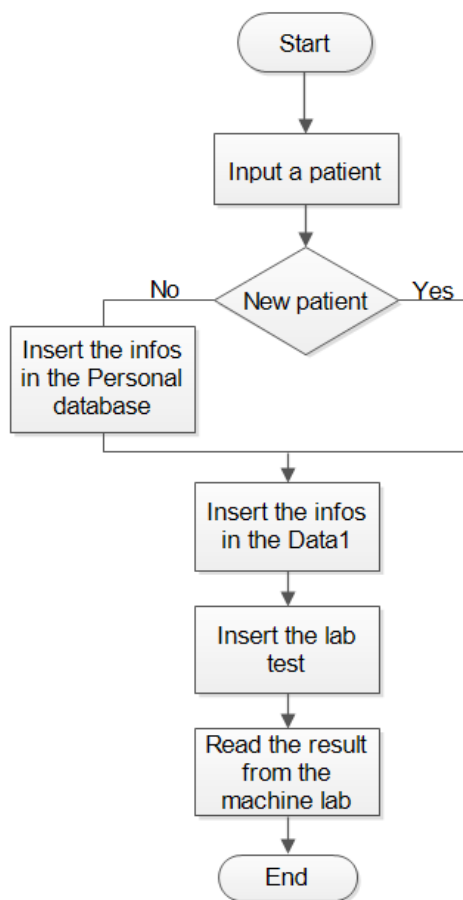 Start
Input a patient
New patient
No
Yes
Insert the infos
in the Personal
database
Insert the infos
in the Data1
Insert the lab
test
Read the result
from the
machine lab
End